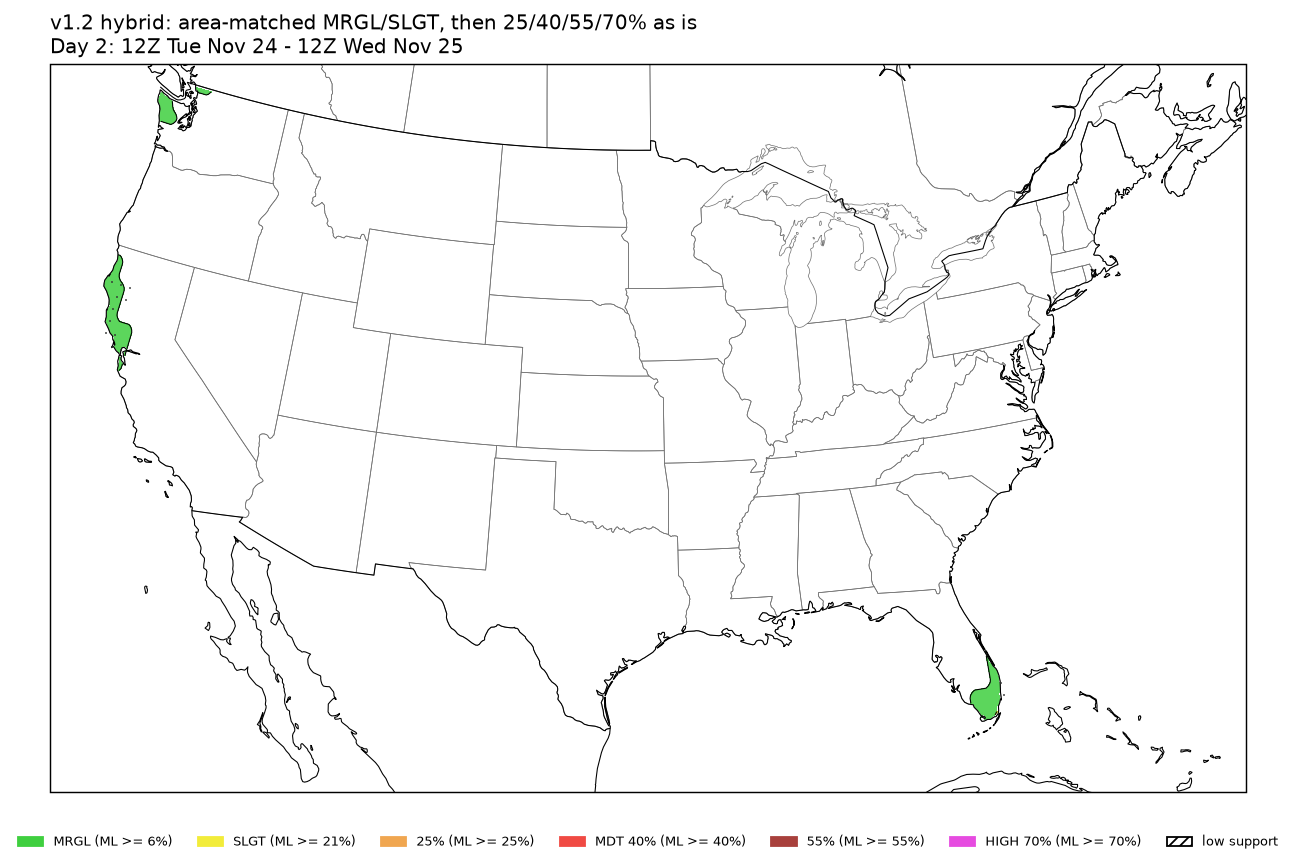 v1.2 hybrid: area-matched MRGL/SLGT, then 25/40/55/70% as is
Day 2: 12Z Tue Nov 24 - 12Z Wed Nov 25
MRGL (ML >= 6%) SLGT (ML >= 21%) 25% (ML >= 25%) MDT 40% (ML >= 40%) 55% (ML >= 55%) HIGH 70% (ML >= 70%) low support